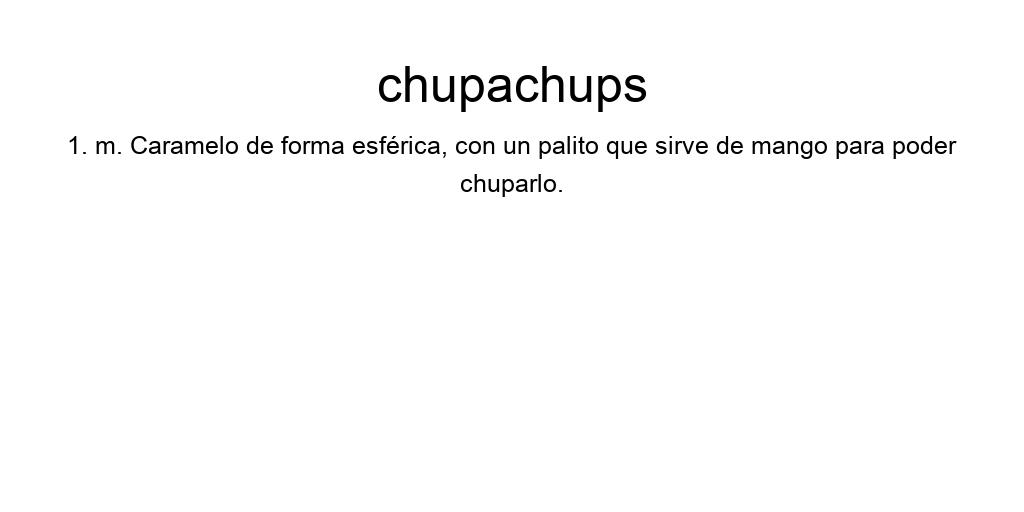 chupachups
1. m. Caramelo de forma esférica, con un palito que sirve de mango para poder
chuparlo.